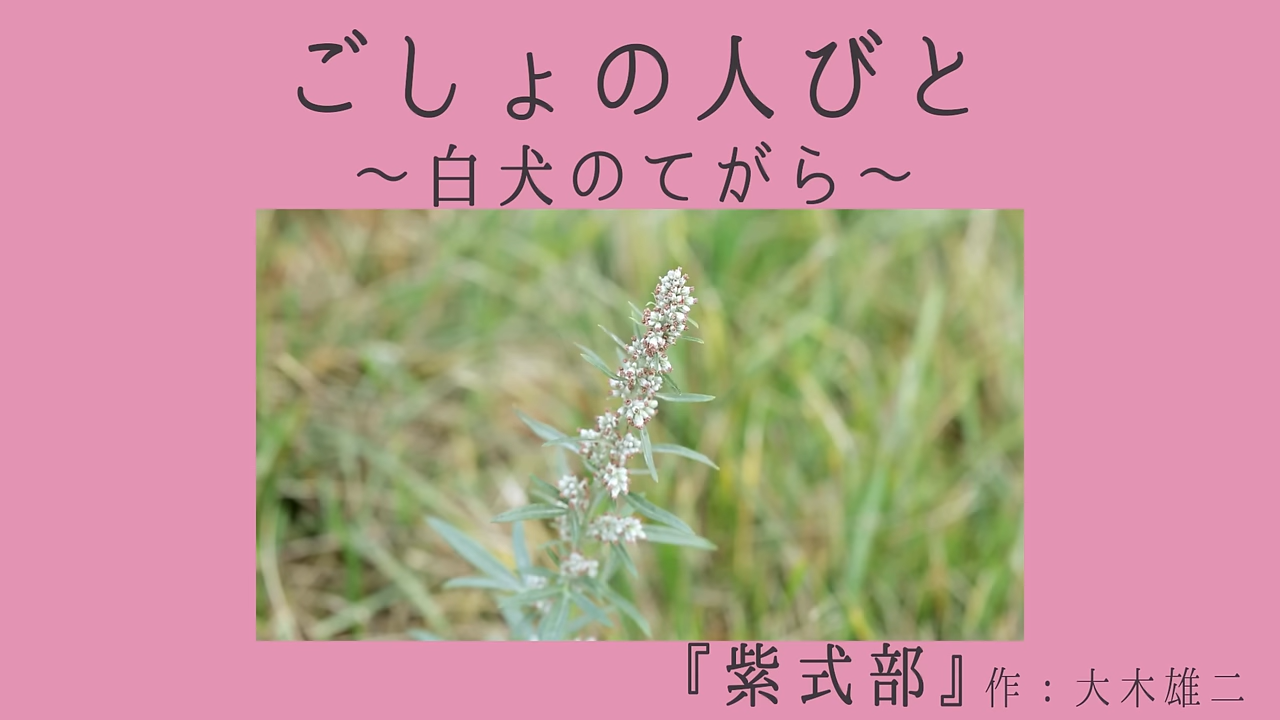 ごしょの人びと
～白犬のてがら～
『紫式部』作：大木雄二